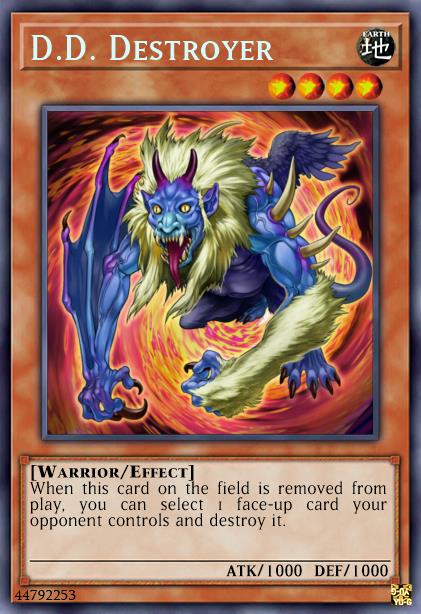 D.D. Destroyer
EARTH
地
[Warrior/Effect]
When this card on the field is removed from
play, you can select 1 face-up card your
opponent controls and destroy it.
ATK/1000 DEF/1000
44792253